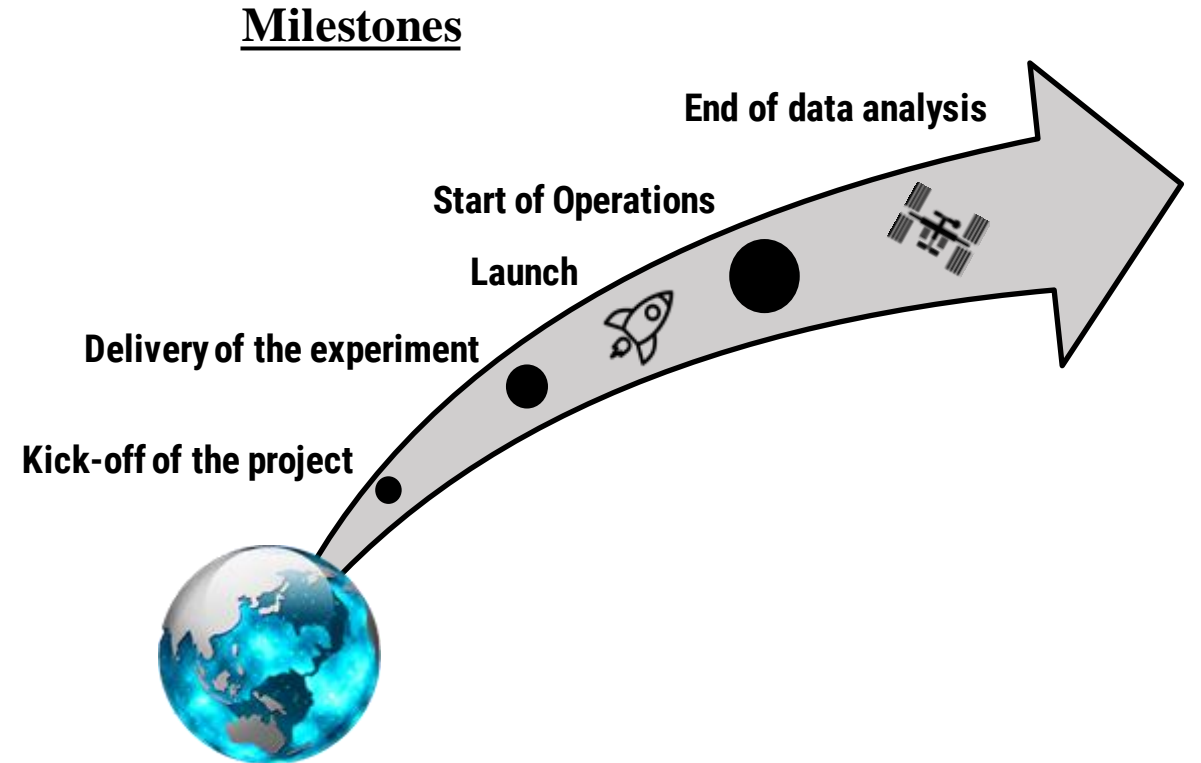 Milestones
End of data analysis
Start of Operations
Launch
Delivery of the experiment
Kick-off of the project